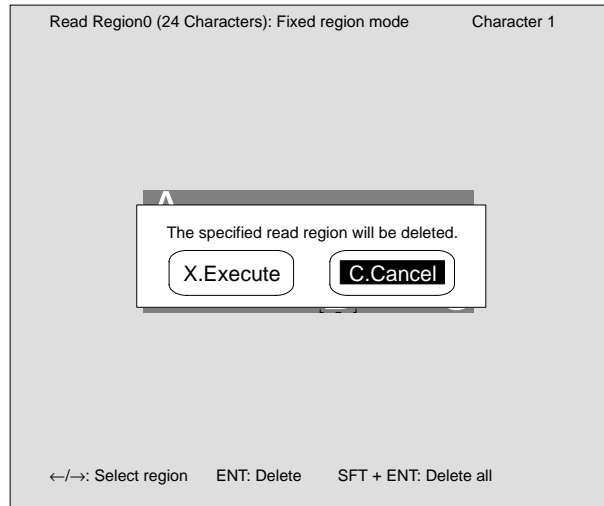 Read Region0 (24 Characters): Fixed region mode Character 1
The specified read region will be deleted.
X.Execute C.Cancel
←/→: Select region ENT: Delete SFT + ENT: Delete all